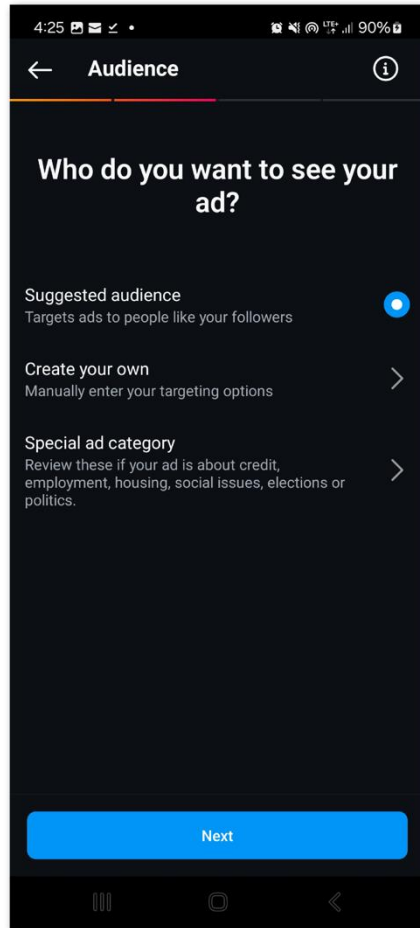 4:25 LTE+ 90%
Audience
Who do you want to see your
ad?
Suggested audience
Targets ads to people like your followers
Create your own
Manually enter your targeting options
Special ad category
Review these if your ad is about credit,
employment, housing, social issues, elections or
politics.
Next